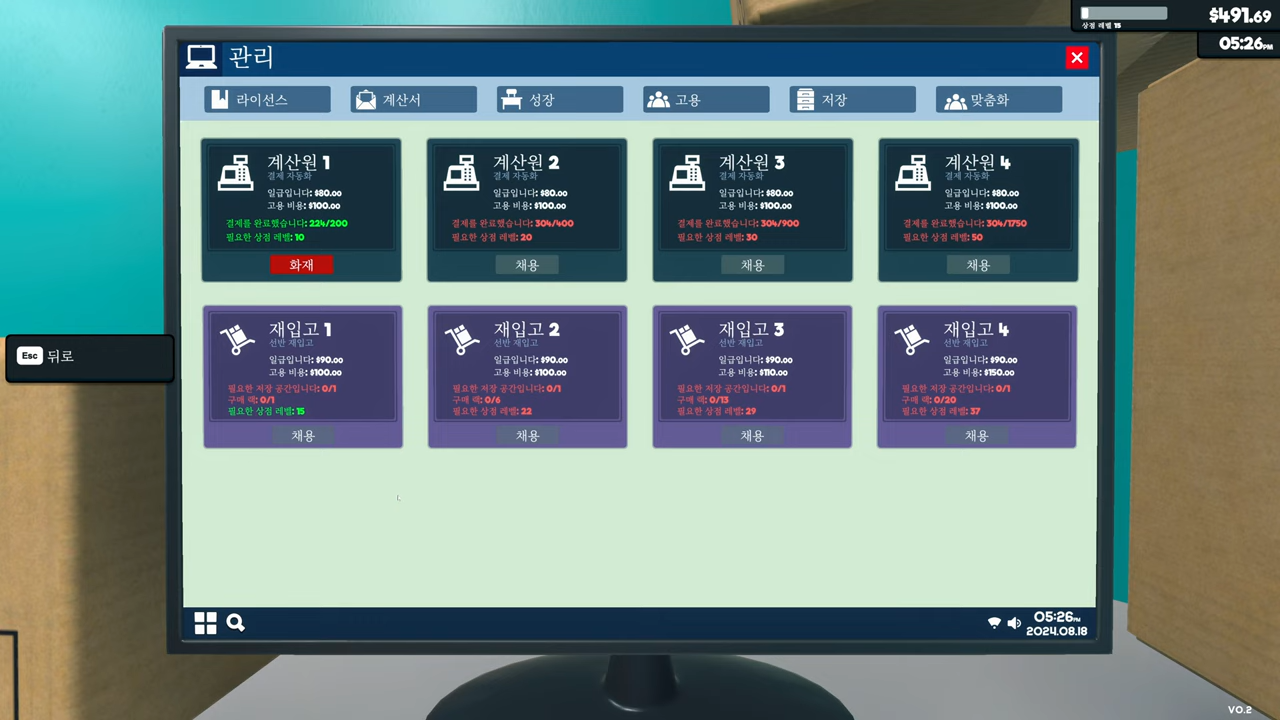 상점 레벨 15
$491.69
05:26PM
관리
라이선스
계산서
성장
고용
저장
맞춤화
계산원 1
결제 자동화
일급입니다: $80.00
고용 비용: $100.00
결제를 완료했습니다: 224/200
필요한 상점 레벨: 10
화재
계산원 2
결제 자동화
일급입니다: $80.00
고용 비용: $100.00
결제를 완료했습니다: 304/400
필요한 상점 레벨: 20
채용
계산원 3
결제 자동화
일급입니다: $80.00
고용 비용: $100.00
결제를 완료했습니다: 304/900
필요한 상점 레벨: 30
채용
계산원 4
결제 자동화
일급입니다: $80.00
고용 비용: $100.00
결제를 완료했습니다: 304/1750
필요한 상점 레벨: 50
채용
재입고 1
선반 재입고
일급입니다: $90.00
고용 비용: $100.00
필요한 저장 공간입니다: 0/1
구매 랙: 0/1
필요한 상점 레벨: 15
채용
재입고 2
선반 재입고
일급입니다: $90.00
고용 비용: $100.00
필요한 저장 공간입니다: 0/1
구매 랙: 0/6
필요한 상점 레벨: 22
채용
재입고 3
선반 재입고
일급입니다: $90.00
고용 비용: $110.00
필요한 저장 공간입니다: 0/1
구매 랙: 0/13
필요한 상점 레벨: 29
채용
재입고 4
선반 재입고
일급입니다: $90.00
고용 비용: $150.00
필요한 저장 공간입니다: 0/1
구매 랙: 0/20
필요한 상점 레벨: 37
채용
Esc 뒤로
05:26PM
2024.08.18
V0.2